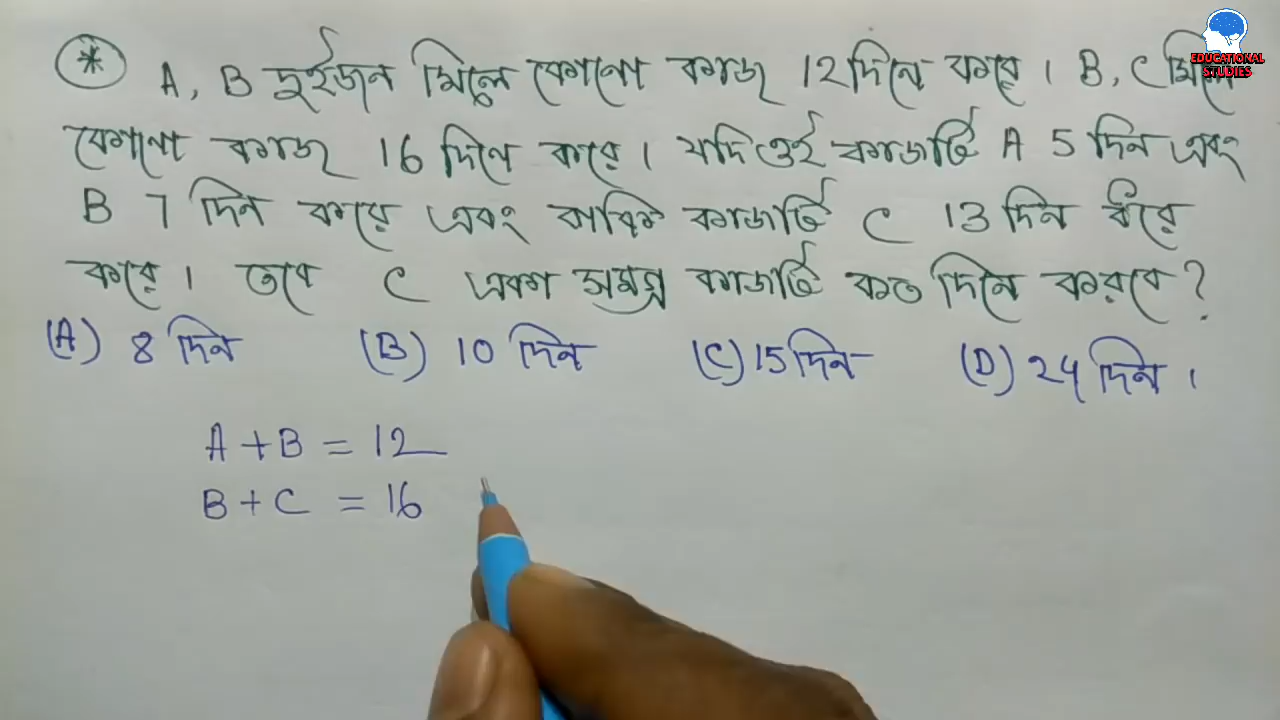 * A, B দুইজন মিলে কোনো কাজ 12 দিনে করে। B, C মিলে
কোনো কাজ 16 দিনে করে। যদি ওই কাজটি A 5 দিন এবং
B 7 দিন করে এবং বাকি কাজটি C 13 দিন ধরে
করে। তবে C একা সমগ্র কাজটি কত দিনে করবে?
(A) 8 দিন (B) 10 দিন (C) 15 দিন (D) 24 দিন।
A + B = 12
B + C = 16
EDUCATIONAL
STUDIES